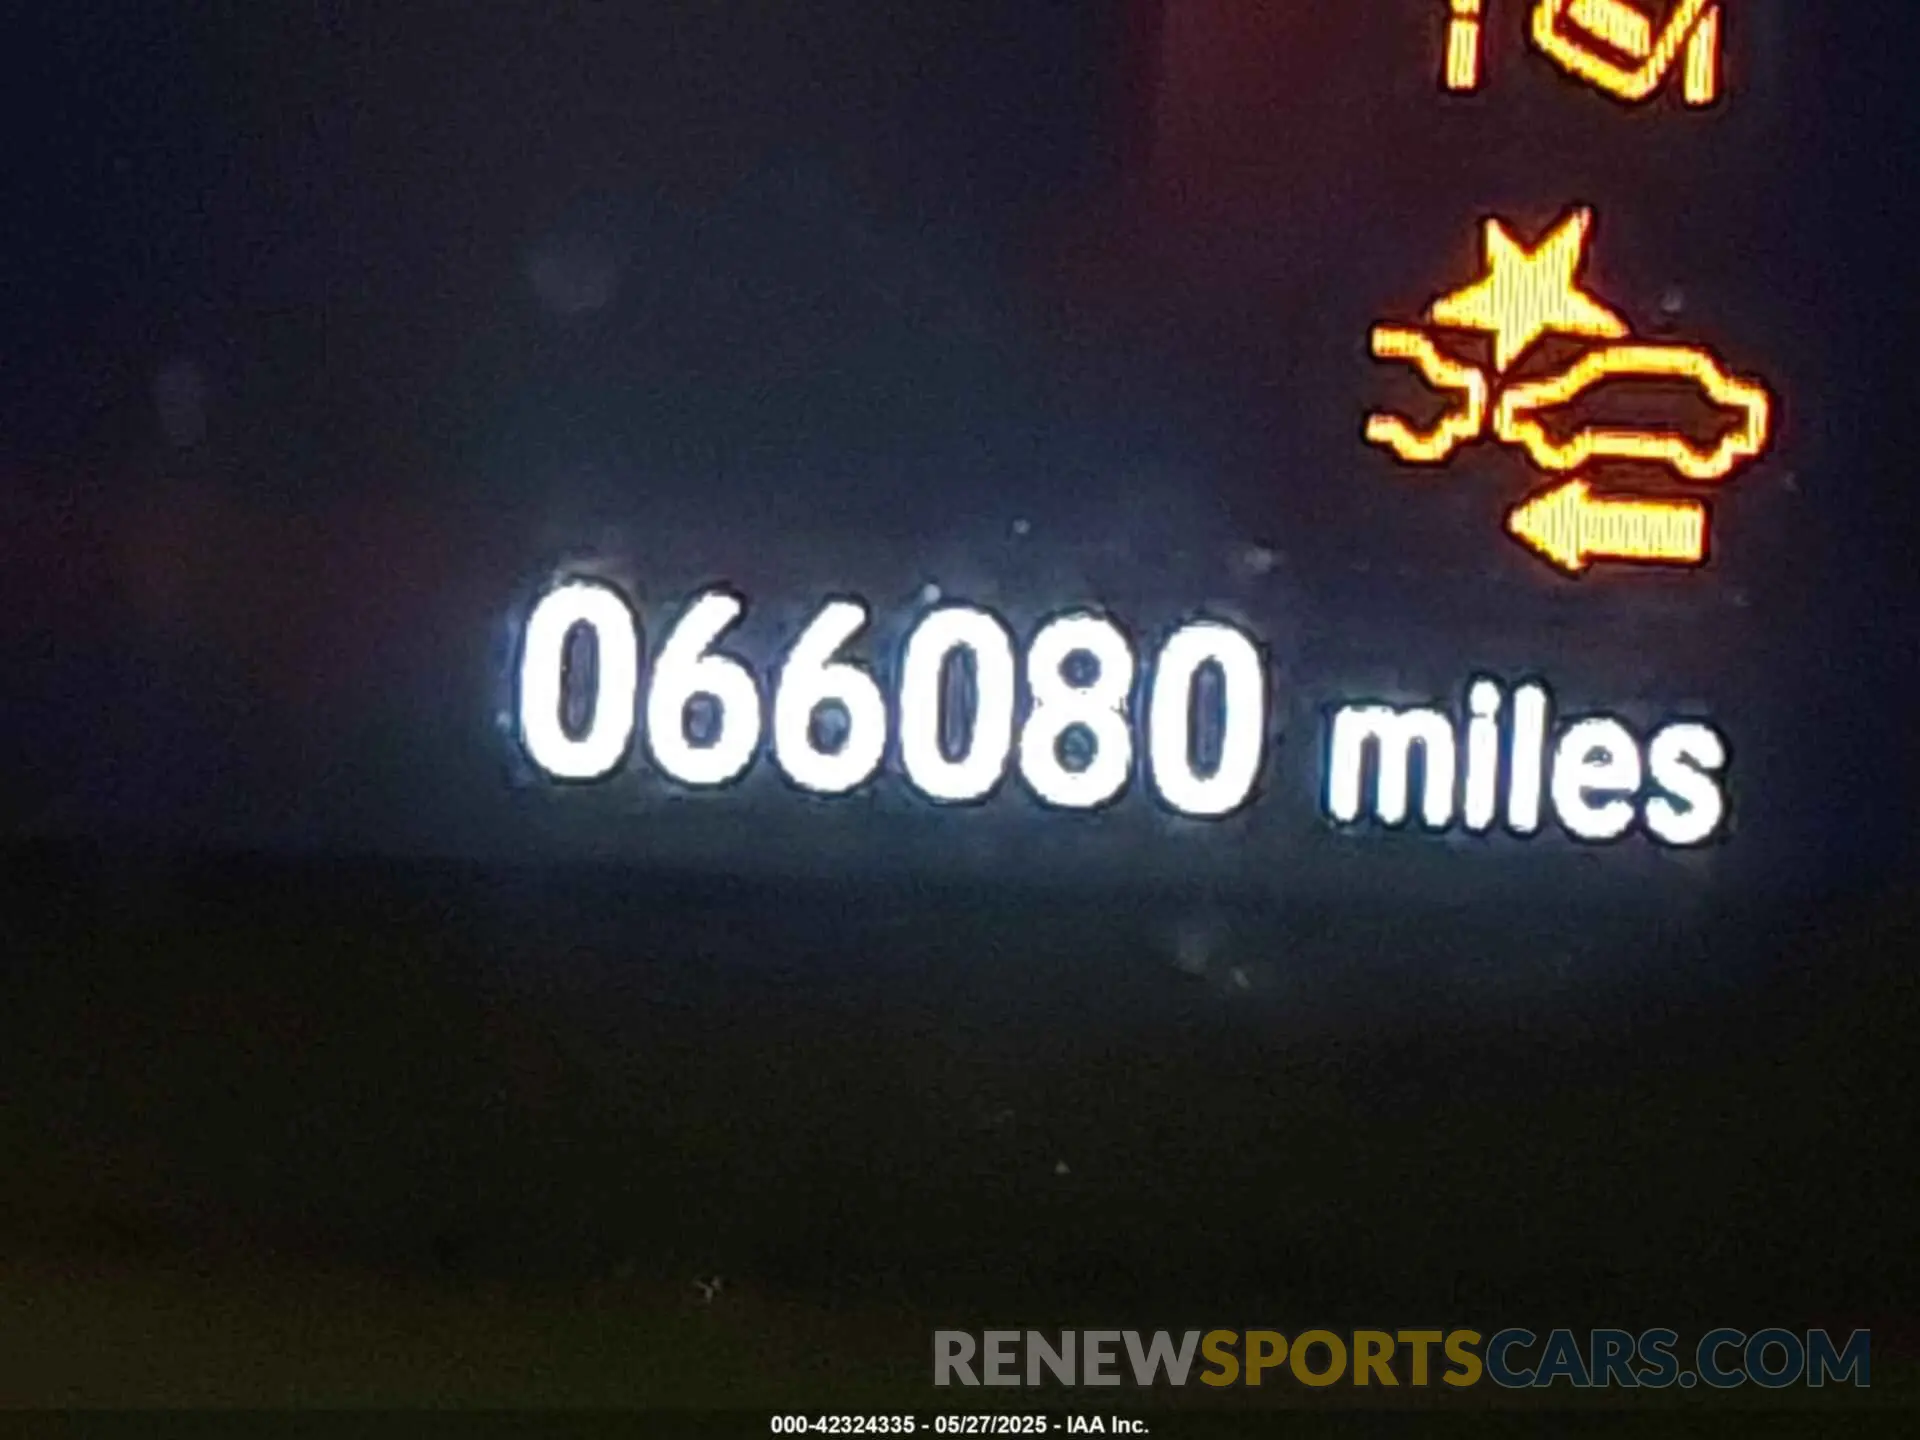 066080 miles
RENEWSPORTSCARS.COM
000-42324335 - 05/27/2025 - IAA Inc.